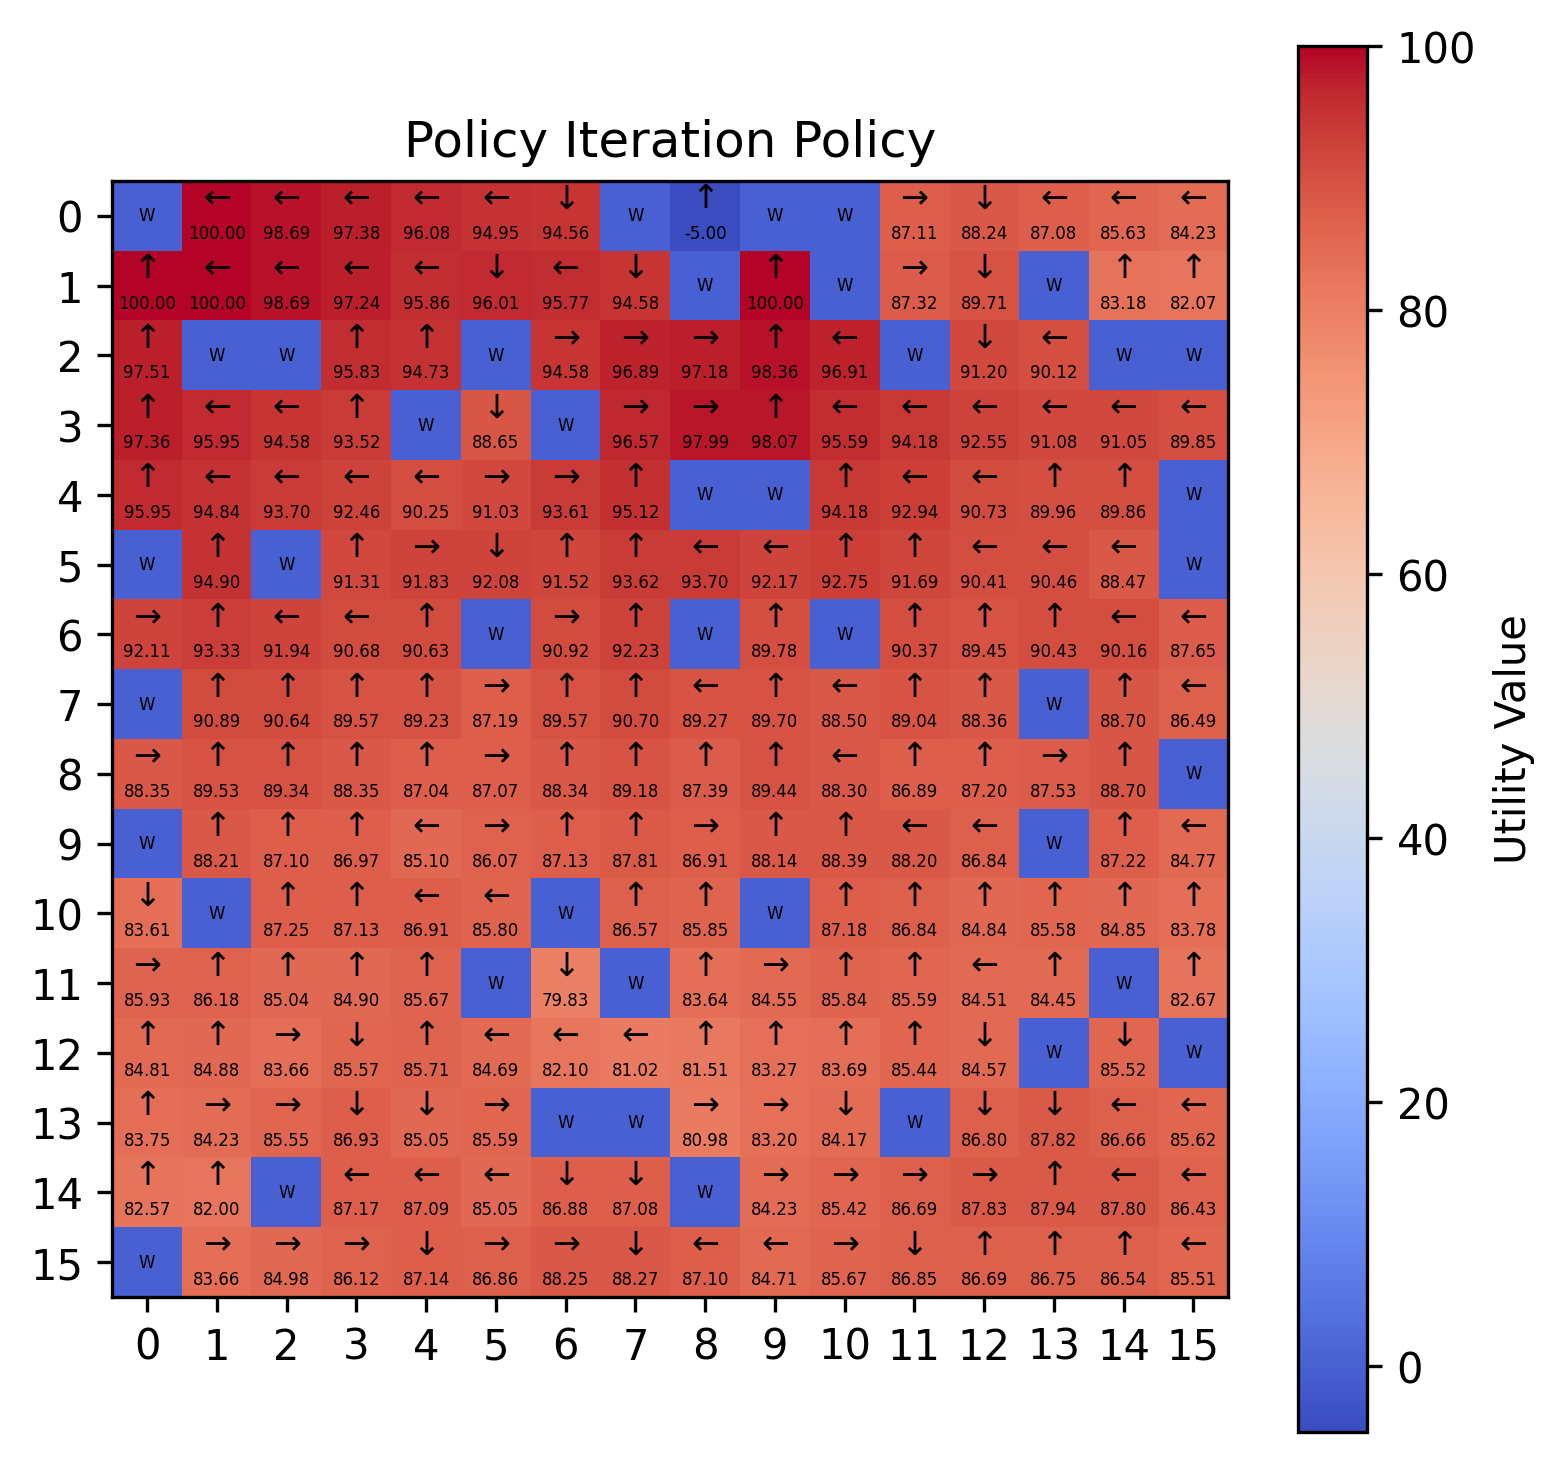 Policy Iteration Policy
0 W ← ← ← ← ← ↓ W ↑ W W → ↓ ← ← ←
100.00 98.69 97.38 96.08 94.95 94.56 -5.00 87.11 88.24 87.08 85.63 84.23
1 ↑ ← ← ← ← ↓ ← ↓ W ↑ W → ↓ W ↑ ↑
100.00 100.00 98.69 97.24 95.86 96.01 95.77 94.58 100.00 87.32 89.71 83.18 82.07
2 ↑ W W ↑ ↑ W → → → ↑ ← W ↓ ← W W
97.51 95.83 94.73 94.58 96.89 97.18 98.36 96.91 91.20 90.12
3 ↑ ← ← ↑ W ↓ W → → ↑ ← ← ← ← ← ←
97.36 95.95 94.58 93.52 88.65 96.57 97.99 98.07 95.59 94.18 92.55 91.08 91.05 89.85
4 ↑ ← ← ← ← → → ↑ W W ↑ ← ← ↑ ↑ W
95.95 94.84 93.70 92.46 90.25 91.03 93.61 95.12 94.18 92.94 90.73 89.96 89.86
5 W ↑ W ↑ → ↓ ↑ ↑ ← ← ↑ ↑ ← ← ← W
94.90 91.31 91.83 92.08 91.52 93.62 93.70 92.17 92.75 91.69 90.41 90.46 88.47
6 → ↑ ← ← ↑ W → ↑ W ↑ W ↑ ↑ ↑ ← ←
92.11 93.33 91.94 90.68 90.63 90.92 92.23 89.78 90.37 89.45 90.43 90.16 87.65
7 W ↑ ↑ ↑ ↑ → ↑ ↑ ← ↑ ← ↑ ↑ W ↑ ←
90.89 90.64 89.57 89.23 87.19 89.57 90.70 89.27 89.70 88.50 89.04 88.36 88.70 86.49
8 → ↑ ↑ ↑ ↑ → ↑ ↑ ↑ ↑ ← ↑ ↑ → ↑ W
88.35 89.53 89.34 88.35 87.04 87.07 88.34 89.18 87.39 89.44 88.30 86.89 87.20 87.53 88.70
9 W ↑ ↑ ↑ ← → ↑ ↑ → ↑ ↑ ← ← W ↑ ←
88.21 87.10 86.97 85.10 86.07 87.13 87.81 86.91 88.14 88.39 88.20 86.84 87.22 84.77
10 ↓ W ↑ ↑ ← ← W ↑ ↑ W ↑ ↑ ↑ ↑ ↑ ↑
83.61 87.25 87.13 86.91 85.80 86.57 85.85 87.18 86.84 84.84 85.58 84.85 83.78
11 → ↑ ↑ ↑ ↑ W ↓ W ↑ → ↑ ↑ ← ↑ W ↑
85.93 86.18 85.04 84.90 85.67 79.83 83.64 84.55 85.84 85.59 84.51 84.45 82.67
12 ↑ ↑ → ↓ ↑ ← ← ← ↑ ↑ ↑ ↑ ↓ W ↓ W
84.81 84.88 83.66 85.57 85.71 84.69 82.10 81.02 81.51 83.27 83.69 85.44 84.57 85.52
13 ↑ → → ↓ ↓ → W W → → ↓ W ↓ ↓ ← ←
83.75 84.23 85.55 86.93 85.05 85.59 80.98 83.20 84.17 86.80 87.82 86.66 85.62
14 ↑ ↑ W ← ← ← ↓ ↓ W → → → → ↑ ← ←
82.57 82.00 87.17 87.09 85.05 86.88 87.08 84.23 85.42 86.69 87.83 87.94 87.80 86.43
15 W → → → ↓ → → ↓ ← ← → ↓ ↑ ↑ ↑ ←
83.66 84.98 86.12 87.14 86.86 88.25 88.27 87.10 84.71 85.67 86.85 86.69 86.75 86.54 85.51
0 1 2 3 4 5 6 7 8 9 10 11 12 13 14 15
100
80
60
40
20
0
Utility Value